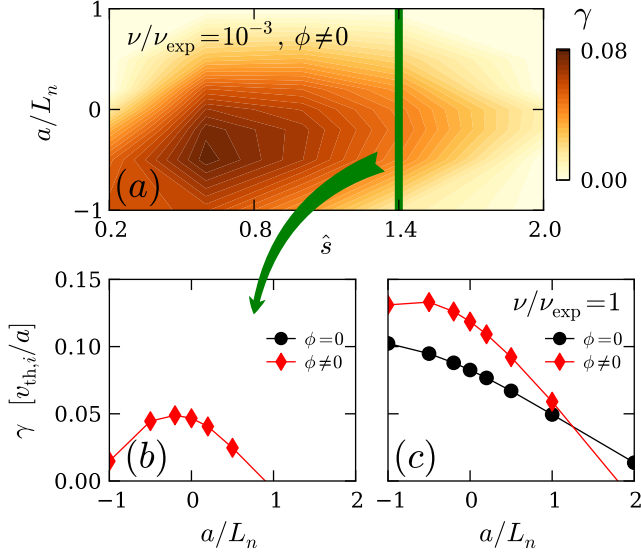 1
ν/ν_exp = 10^−3, ϕ≠0
γ
0.08
a/L_n
0
(a)
0.00
−1
0.2
0.8
1.4
2.0
ŝ
0.15
ν/ν_exp = 1
0.10
ϕ=0
ϕ=0
γ [v_th,i/a]
ϕ≠0
ϕ≠0
0.05
(b)
(c)
0.00
−1
0
1
2
−1
0
1
2
a/L_n
a/L_n